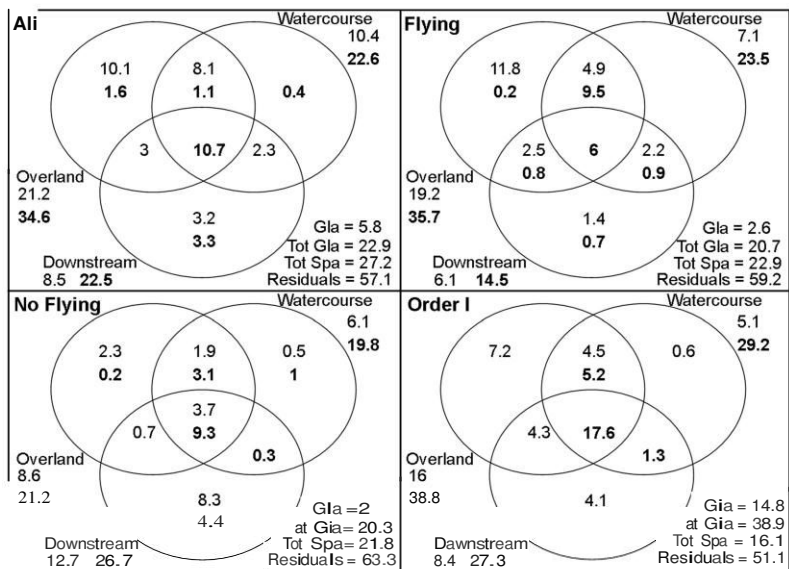 Ali
Watercourse
10.4
22.6
10.1 8.1
1.6 1.1 0.4
3 10.7 2.3
Overland
21.2
34.6
3.2
3.3
Gla = 5.8
Tot Gla = 22.9
Tot Spa = 27.2
Residuals = 57.1
Downstream
8.5 22.5
Flying
Watercourse
7.1
23.5
11.8 4.9
0.2 9.5
2.5 6 2.2
0.8 0.9
Overland
19.2
35.7
1.4
0.7
Gla = 2.6
Tot Gla = 20.7
Tot Spa = 22.9
Residuals = 59.2
Downstream
6.1 14.5
No Flying
Watercourse
6.1
19.8
2.3 1.9 0.5
0.2 3.1 1
3.7
0.7 9.3
0.3
Overland
8.6
21.2
8.3
4.4
Gla =2
at Gia= 20.3
Tot Spa= 21.8
Residuals = 63.3
Downstream
12.7 26.7
Order I
Watercourse
5.1
29.2
7.2 4.5 0.6
5.2
4.3 17.6
1.3
Overland
16
38.8
4.1
Gia = 14.8
at Gia = 38.9
Tot Spa = 16.1
Residuals = 51.1
Dawnstream
8.4 27.3